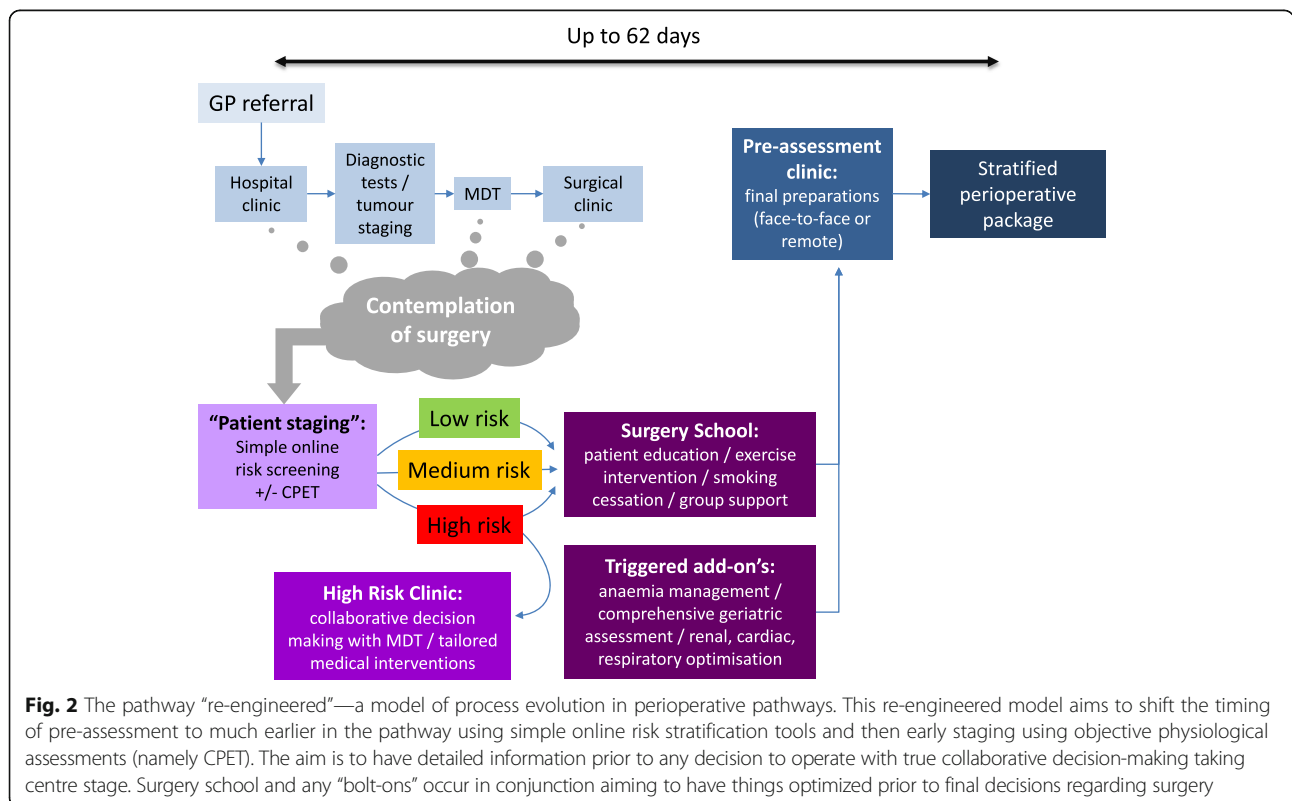 Up to 62 days
GP referral
Hospital
clinic
Diagnostic
tests /
tumour
staging
MDT
Surgical
clinic
Pre-assessment
clinic:
final preparations
(face-to-face or
remote)
Stratified
perioperative
package
Contemplation
of surgery
“Patient staging”:
Simple online
risk screening
+/- CPET
Low risk
Medium risk
High risk
Surgery School:
patient education / exercise
intervention / smoking
cessation / group support
High Risk Clinic:
collaborative decision
making with MDT / tailored
medical interventions
Triggered add-on’s:
anaemia management /
comprehensive geriatric
assessment / renal, cardiac,
respiratory optimisation
Fig. 2 The pathway “re-engineered”—a model of process evolution in perioperative pathways. This re-engineered model aims to shift the timing
of pre-assessment to much earlier in the pathway using simple online risk stratification tools and then early staging using objective physiological
assessments (namely CPET). The aim is to have detailed information prior to any decision to operate with true collaborative decision-making taking
centre stage. Surgery school and any “bolt-ons” occur in conjunction aiming to have things optimized prior to final decisions regarding surgery